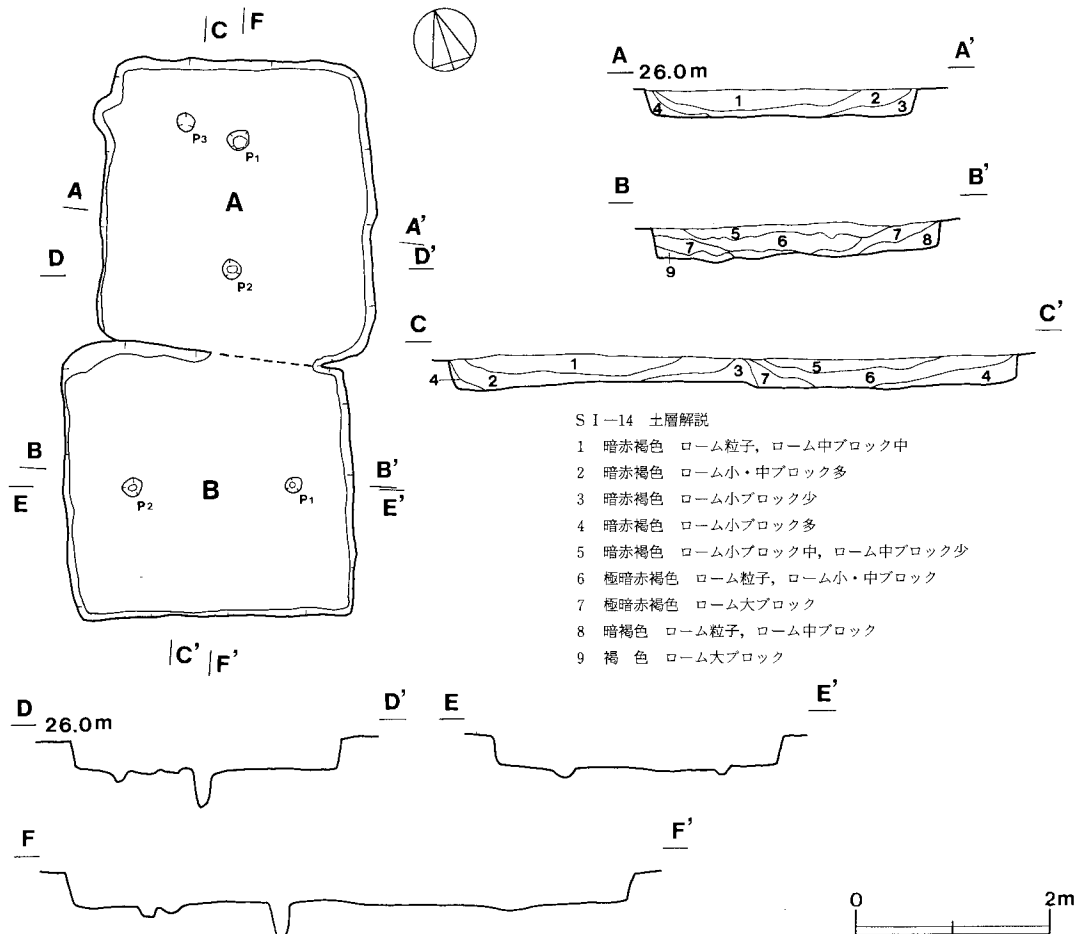 C F
A 26.0m A'
1 2 3 4
P3 P1
A
A A'
D D'
P2
B B'
5 6 7 7 8 9
C C'
4 2 1 3 7 5 6 4
S I—14 土層解説
1 暗赤褐色 ローム粒子，ローム中ブロック中
2 暗赤褐色 ローム小・中ブロック多
3 暗赤褐色 ローム小ブロック少
4 暗赤褐色 ローム小ブロック多
5 暗赤褐色 ローム小ブロック中，ローム中ブロック少
6 極暗赤褐色 ローム粒子，ローム小・中ブロック
7 極暗赤褐色 ローム大ブロック
8 暗褐色 ローム粒子，ローム中ブロック
9 褐 色 ローム大ブロック
B B'
E E'
P2 B P1
C' F'
D 26.0m D'
E E'
F F'
0 2m